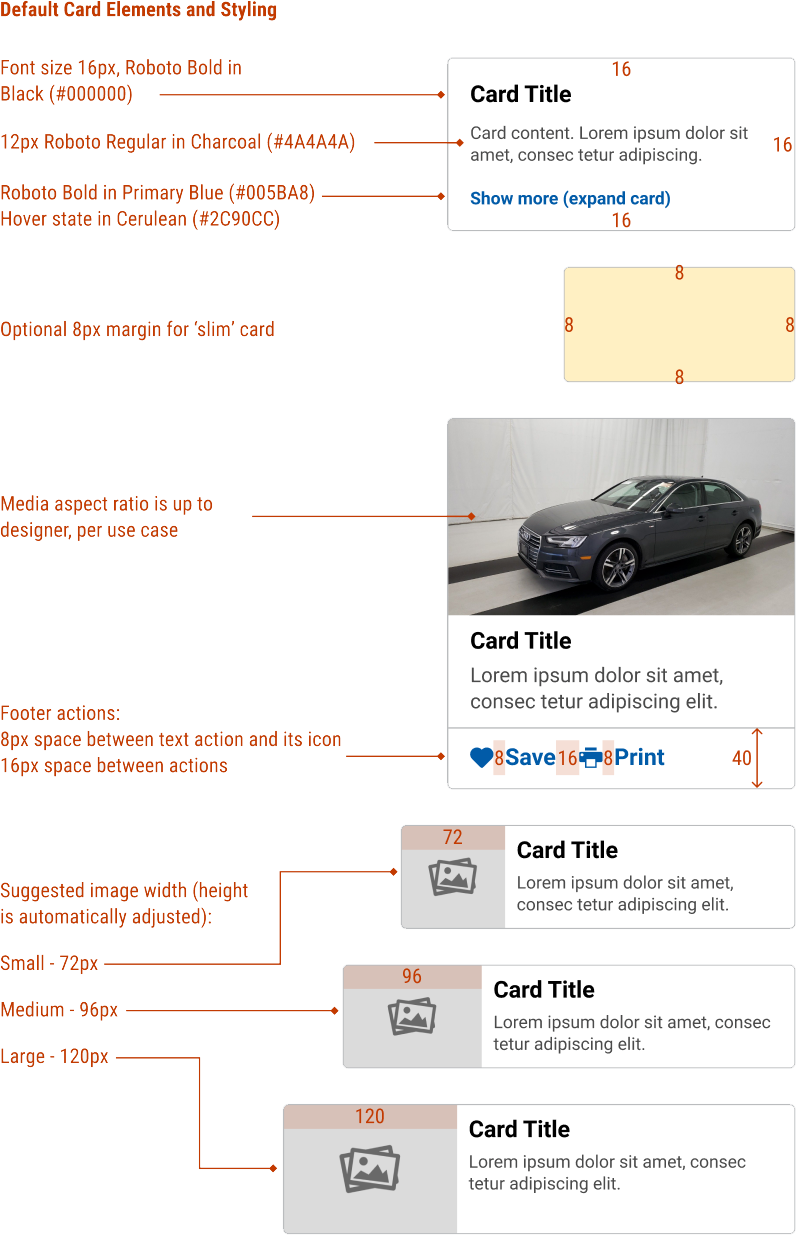 Default Card Elements and Styling
Font size 16px, Roboto Bold in
Black (#000000)
16
Card Title
12px Roboto Regular in Charcoal (#4A4A4A)
Card content. Lorem ipsum dolor sit
amet, consec tetur adipiscing.
16
Roboto Bold in Primary Blue (#005BA8)
Hover state in Cerulean (#2C90CC)
Show more (expand card)
16
Optional 8px margin for ‘slim’ card
8
8
8
8
Media aspect ratio is up to
designer, per use case
Card Title
Lorem ipsum dolor sit amet,
consec tetur adipiscing elit.
Footer actions:
8px space between text action and its icon
16px space between actions
8 Save 16 8 Print 40
72
Card Title
Lorem ipsum dolor sit amet,
consec tetur adipiscing elit.
Suggested image width (height
is automatically adjusted):
Small - 72px
96
Card Title
Lorem ipsum dolor sit amet, consec
tetur adipiscing elit.
Medium - 96px
Large - 120px
120
Card Title
Lorem ipsum dolor sit amet, consec
tetur adipiscing elit.